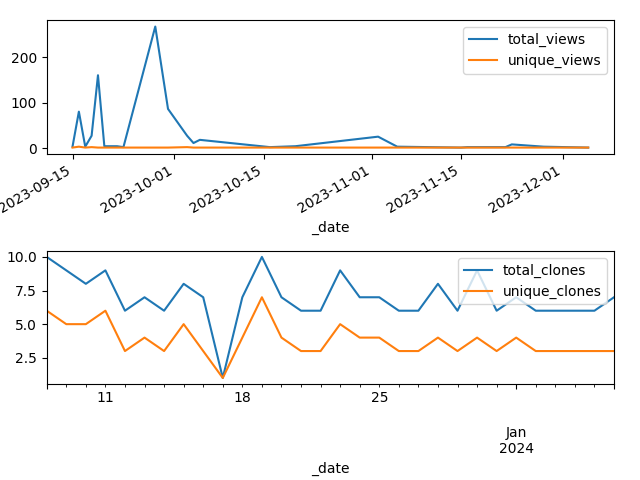 200
100
0
total_views
unique_views
2023-09-15
2023-10-01
2023-10-15
2023-11-01
2023-11-15
2023-12-01
_date
10.0
7.5
5.0
2.5
total_clones
unique_clones
11
18
25
Jan
2024
_date